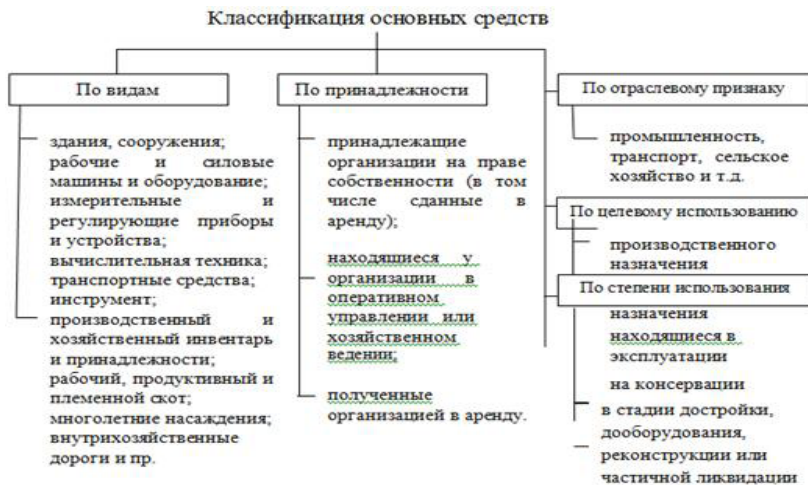 Классификация основных средств
По видам
здания, сооружения;
рабочие и силовые
машины и оборудование;
измерительные и
регулирующие приборы
и устройства;
вычислительная техника;
транспортные средства;
инструмент;
производственный и
хозяйственный инвентарь
и принадлежности;
рабочий, продуктивный и
племенной скот;
многолетние насаждения;
внутрихозяйственные
дороги и пр.
По принадлежности
принадлежащие
организации на праве
собственности (в том
числе сданные в
аренду);
находящиеся у
организации в
оперативном
управлении или
хозяйственном
ведении;
полученные
организацией в аренду.
По отраслевому признаку
промышленность,
транспорт, сельское
хозяйство и т.д.
По целевому использованию
производственного
назначения
По степени использования
назначения
находящиеся в
эксплуатации
на консервации
в стадии достройки,
дооборудования,
реконструкции или
частичной ликвидации